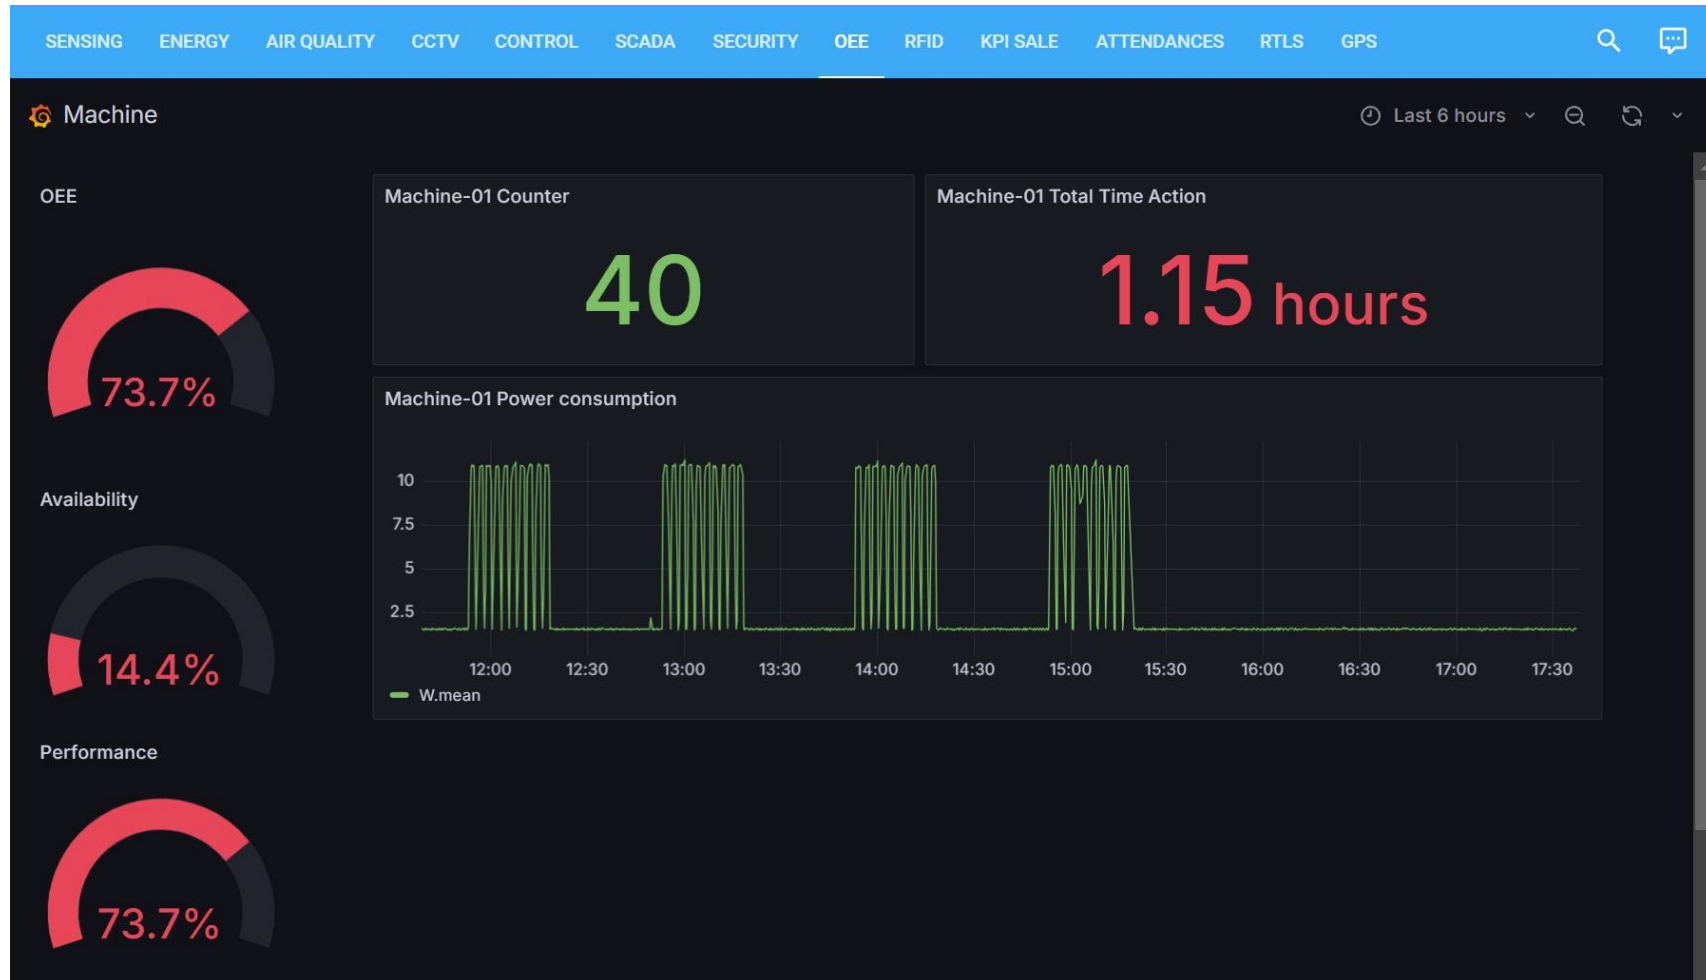 SENSING ENERGY AIR QUALITY CCTV CONTROL SCADA SECURITY OEE RFID KPI SALE ATTENDANCES RTLS GPS
Machine
Last 6 hours
OEE
73.7%
Machine-01 Counter
40
Machine-01 Total Time Action
1.15 hours
Machine-01 Power consumption
10
7.5
5
2.5
12:00 12:30 13:00 13:30 14:00 14:30 15:00 15:30 16:00 16:30 17:00 17:30
W.mean
Availability
14.4%
Performance
73.7%